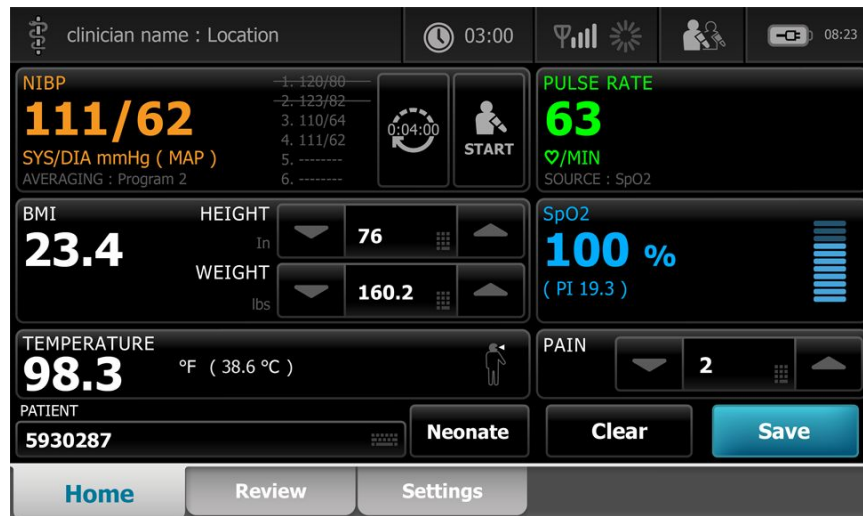 clinician name : Location
03:00
08:23
NIBP
111/62
SYS/DIA mmHg ( MAP )
AVERAGING : Program 2
1. 120/80
2. 123/82
3. 110/64
4. 111/62
5. --------
6. --------
0:04:00
START
PULSE RATE
63
♡/MIN
SOURCE : SpO2
BMI
23.4
HEIGHT
In
76
WEIGHT
lbs
160.2
SpO2
100 %
( PI 19.3 )
TEMPERATURE
98.3 °F ( 38.6 °C )
PAIN
2
PATIENT
5930287
Neonate
Clear
Save
Home
Review
Settings